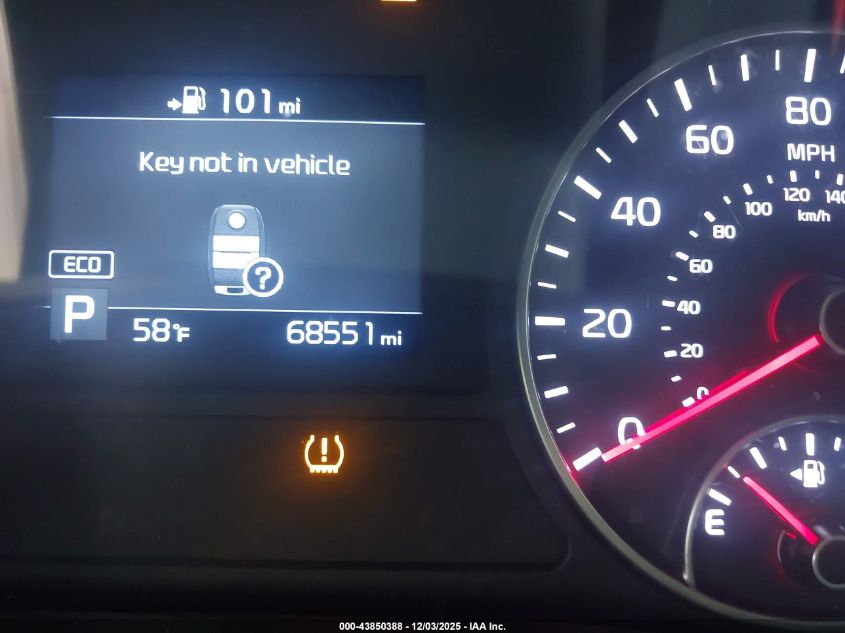 101 mi
Key not in vehicle
?
ECO
P
58°F
68551 mi
!
0
20
40
60
80
MPH
0
20
40
60
80
100
120
140
km/h
E
000-43850388 - 12/03/2025 - IAA Inc.